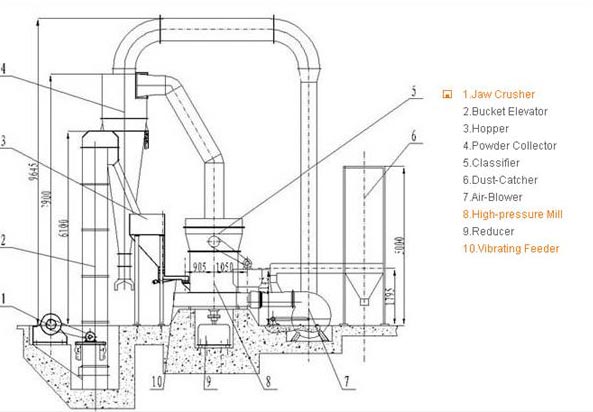 4
5
1.Jaw Crusher
2.Bucket Elevator
3
6
3.Hopper
4.Powder Collector
5.Classifier
6.Dust-Catcher
7.Air-Blower
8.High-pressure Mill
9.Reducer
10.Vibrating Feeder
9645
7900
6100
5000
2
905
1050
1795
1
10
9
8
7